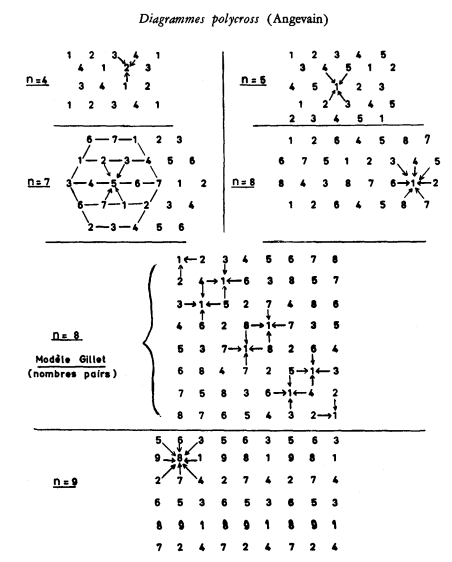 Diagrammes polycross (Angevain)
n=4
1 2 3 4 1
4 1 2 3
3 4 1 2
1 2 3 4 1
n=5
1 2 3 4 5
3 4 5 1 2
4 5 1 2 3
1 2 3 4 5
2 3 4 5 1
n=7
6 7 1 2 3
1 2 3 4 5 6
3 4 5 6 7 1 2
6 7 1 2 3 4
2 3 4 5 6
n=8
1 2 6 4 5 8 7
6 7 5 1 2 3 4 5
8 4 3 8 7 6 1 2
1 2 6 4 5 8 7
n=8
Modèle Gillet
(nombres pairs)
1 2 3 4 5 6 7 8
2 4 1 6 3 8 5 7
3 1 5 2 7 4 8 6
4 6 2 8 1 7 3 5
5 3 7 1 8 2 6 4
6 8 4 7 2 5 1 3
7 5 8 3 6 1 4 2
8 7 6 5 4 3 2 1
n=9
5 6 3 5 6 3 5 6 3
9 8 1 9 8 1 9 8 1
2 7 4 2 7 4 2 7 4
6 5 3 6 5 3 6 5 3
8 9 1 8 9 1 8 9 1
7 2 4 7 2 4 7 2 4